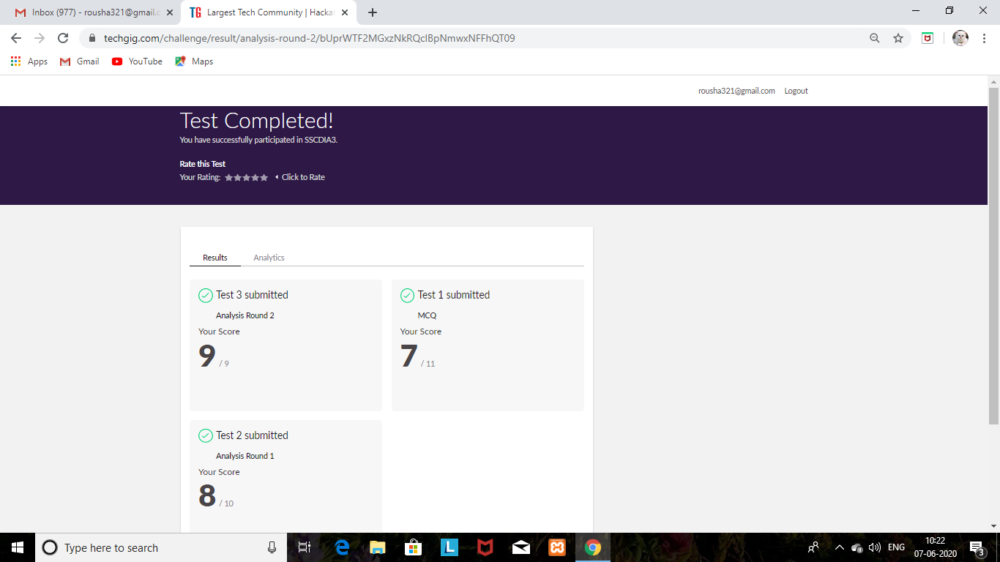 Inbox (977) - rousha321@gmail.c
TG Largest Tech Community | Hacka
techgig.com/challenge/result/analysis-round-2/bUprWTF2MGxzNkRQclBpNmwxNFFhQT09
Apps Gmail YouTube Maps
rousha321@gmail.com Logout
Test Completed!
You have successfully participated in SSCDIA3.
Rate this Test
Your Rating: Click to Rate
Results Analytics
Test 3 submitted
Analysis Round 2
Your Score
9 / 9
Test 1 submitted
MCQ
Your Score
7 / 11
Test 2 submitted
Analysis Round 1
Your Score
8 / 10
Type here to search
L
ENG
10:22
07-06-2020
3